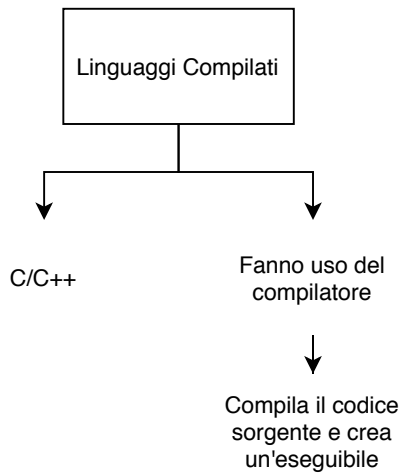 Linguaggi Compilati
C/C++
Fanno uso del
compilatore
Compila il codice
sorgente e crea
un'eseguibile